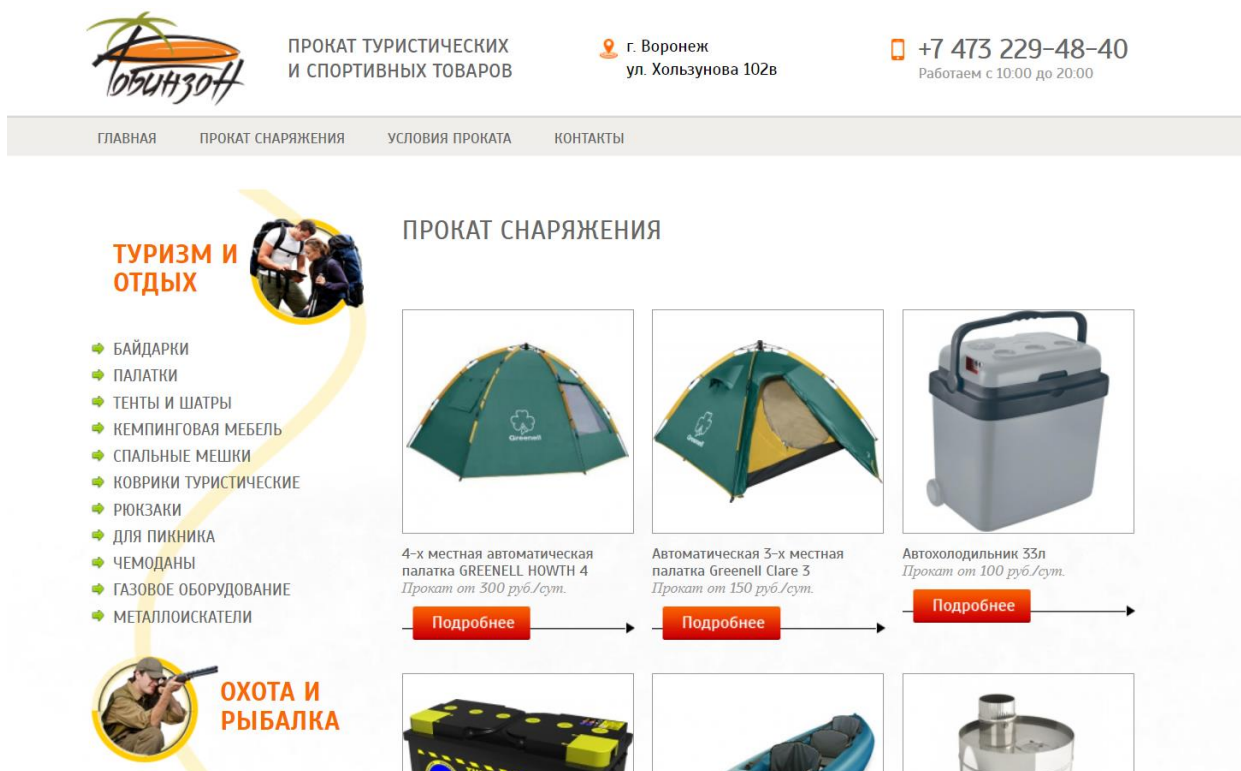 Робинзон
ПРОКАТ ТУРИСТИЧЕСКИХ
И СПОРТИВНЫХ ТОВАРОВ
г. Воронеж
ул. Хользунова 102в
+7 473 229-48-40
Работаем с 10:00 до 20:00
ГЛАВНАЯ ПРОКАТ СНАРЯЖЕНИЯ УСЛОВИЯ ПРОКАТА КОНТАКТЫ
ТУРИЗМ И
ОТДЫХ
БАЙДАРКИ
ПАЛАТКИ
ТЕНТЫ И ШАТРЫ
КЕМПИНГОВАЯ МЕБЕЛЬ
СПАЛЬНЫЕ МЕШКИ
КОВРИКИ ТУРИСТИЧЕСКИЕ
РЮКЗАКИ
ДЛЯ ПИКНИКА
ЧЕМОДАНЫ
ГАЗОВОЕ ОБОРУДОВАНИЕ
МЕТАЛЛОИСКАТЕЛИ
ОХОТА И
РЫБАЛКА
ПРОКАТ СНАРЯЖЕНИЯ
Greenell
4-х местная автоматическая
палатка GREENELL HOWTH 4
Прокат от 300 руб./сут.
Подробнее
Greenell
Автоматическая 3-х местная
палатка Greenell Clare 3
Прокат от 150 руб./сут.
Подробнее
Автохолодильник 33л
Прокат от 100 руб./сут.
Подробнее